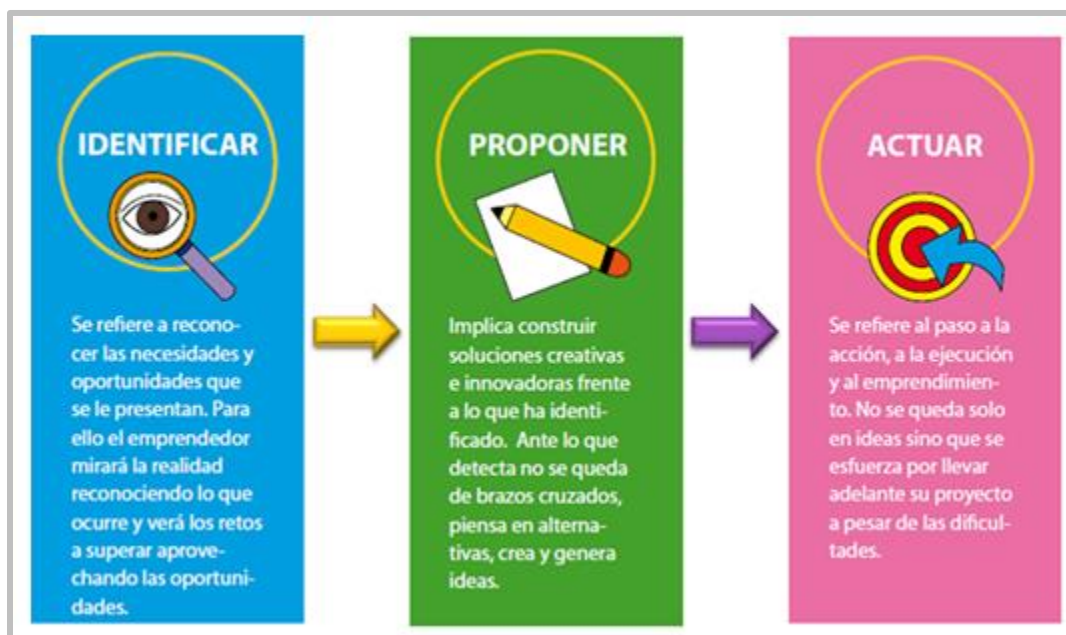 IDENTIFICAR
Se refiere a recono-
cer las necesidades y
oportunidades que
se le presentan. Para
ello el emprendedor
mirará la realidad
reconociendo lo que
ocurre y verá los retos
a superar aprove-
chando las oportuni-
dades.
PROPONER
Implica construir
soluciones creativas
e innovadoras frente
a lo que ha identi-
ficado. Ante lo que
detecta no se queda
de brazos cruzados,
piensa en alterna-
tivas, crea y genera
ideas.
ACTUAR
Se refiere al paso a la
acción, a la ejecución
y al emprendimien-
to. No se queda solo
en ideas sino que se
esfuerza por llevar
adelante su proyecto
a pesar de las dificul-
tades.